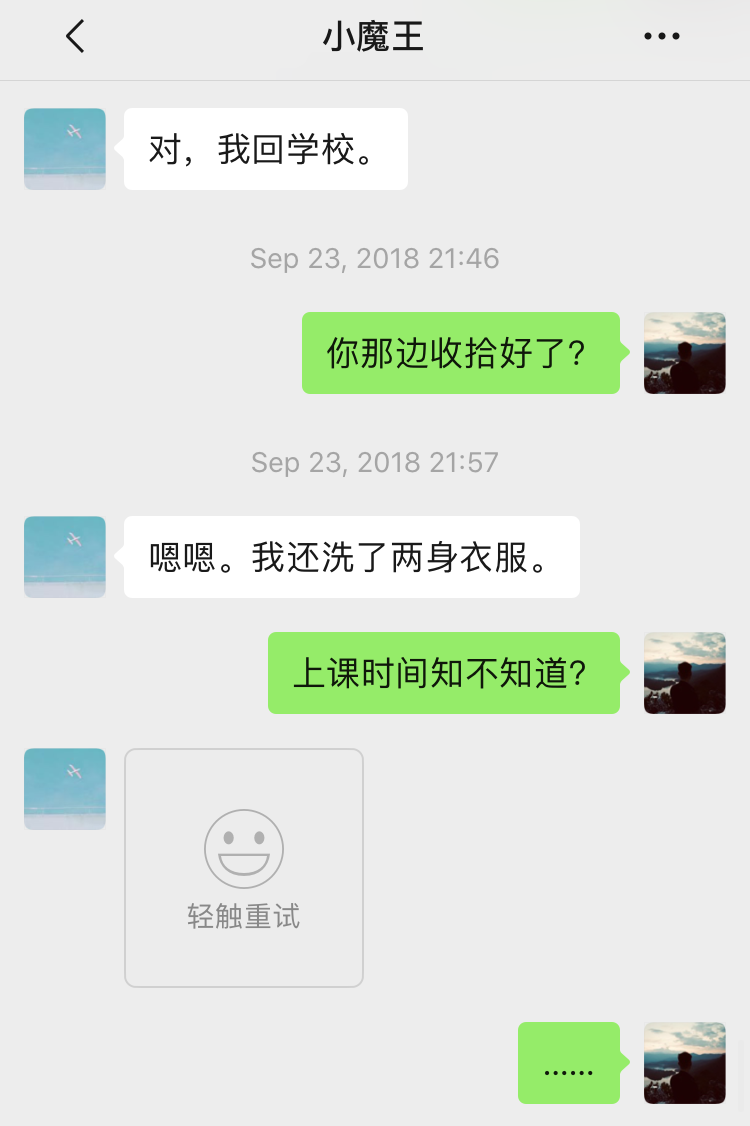 小魔王
对，我回学校。
Sep 23, 2018 21:46
你那边收拾好了?
Sep 23, 2018 21:57
嗯嗯。我还洗了两身衣服。
上课时间知不知道?
轻触重试
......